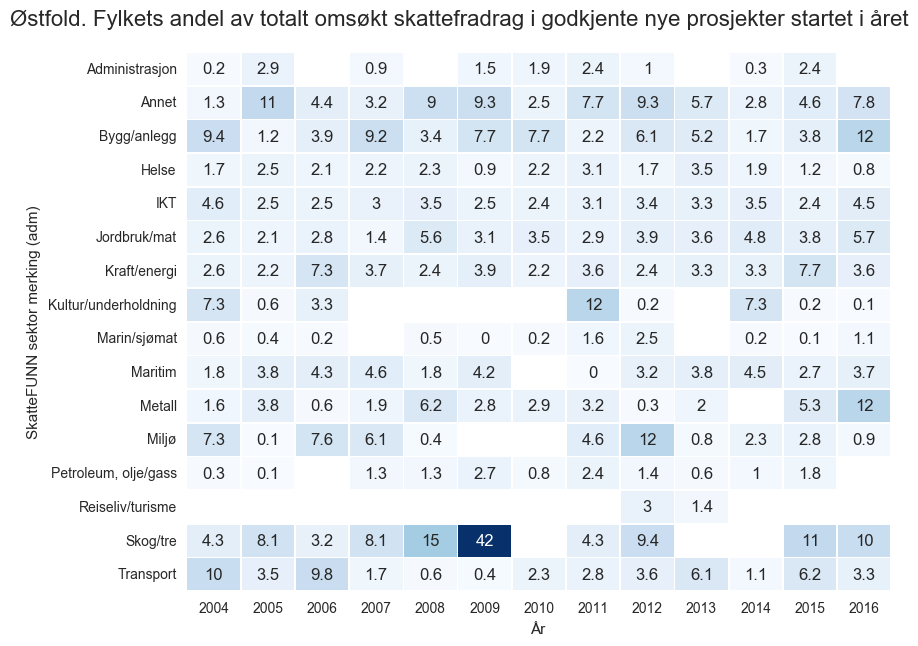 Østfold. Fylkets andel av totalt omsøkt skattefradrag i godkjente nye prosjekter startet i året
SkatteFUNN sektor merking (adm)
Administrasjon 0.2 2.9 0.9 1.5 1.9 2.4 1 0.3 2.4
Annet 1.3 11 4.4 3.2 9 9.3 2.5 7.7 9.3 5.7 2.8 4.6 7.8
Bygg/anlegg 9.4 1.2 3.9 9.2 3.4 7.7 7.7 2.2 6.1 5.2 1.7 3.8 12
Helse 1.7 2.5 2.1 2.2 2.3 0.9 2.2 3.1 1.7 3.5 1.9 1.2 0.8
IKT 4.6 2.5 2.5 3 3.5 2.5 2.4 3.1 3.4 3.3 3.5 2.4 4.5
Jordbruk/mat 2.6 2.1 2.8 1.4 5.6 3.1 3.5 2.9 3.9 3.6 4.8 3.8 5.7
Kraft/energi 2.6 2.2 7.3 3.7 2.4 3.9 2.2 3.6 2.4 3.3 3.3 7.7 3.6
Kultur/underholdning 7.3 0.6 3.3 12 0.2 7.3 0.2 0.1
Marin/sjømat 0.6 0.4 0.2 0.5 0 0.2 1.6 2.5 0.2 0.1 1.1
Maritim 1.8 3.8 4.3 4.6 1.8 4.2 0 3.2 3.8 4.5 2.7 3.7
Metall 1.6 3.8 0.6 1.9 6.2 2.8 2.9 3.2 0.3 2 5.3 12
Miljø 7.3 0.1 7.6 6.1 0.4 4.6 12 0.8 2.3 2.8 0.9
Petroleum, olje/gass 0.3 0.1 1.3 1.3 2.7 0.8 2.4 1.4 0.6 1 1.8
Reiseliv/turisme 3 1.4
Skog/tre 4.3 8.1 3.2 8.1 15 42 4.3 9.4 11 10
Transport 10 3.5 9.8 1.7 0.6 0.4 2.3 2.8 3.6 6.1 1.1 6.2 3.3
2004 2005 2006 2007 2008 2009 2010 2011 2012 2013 2014 2015 2016
År